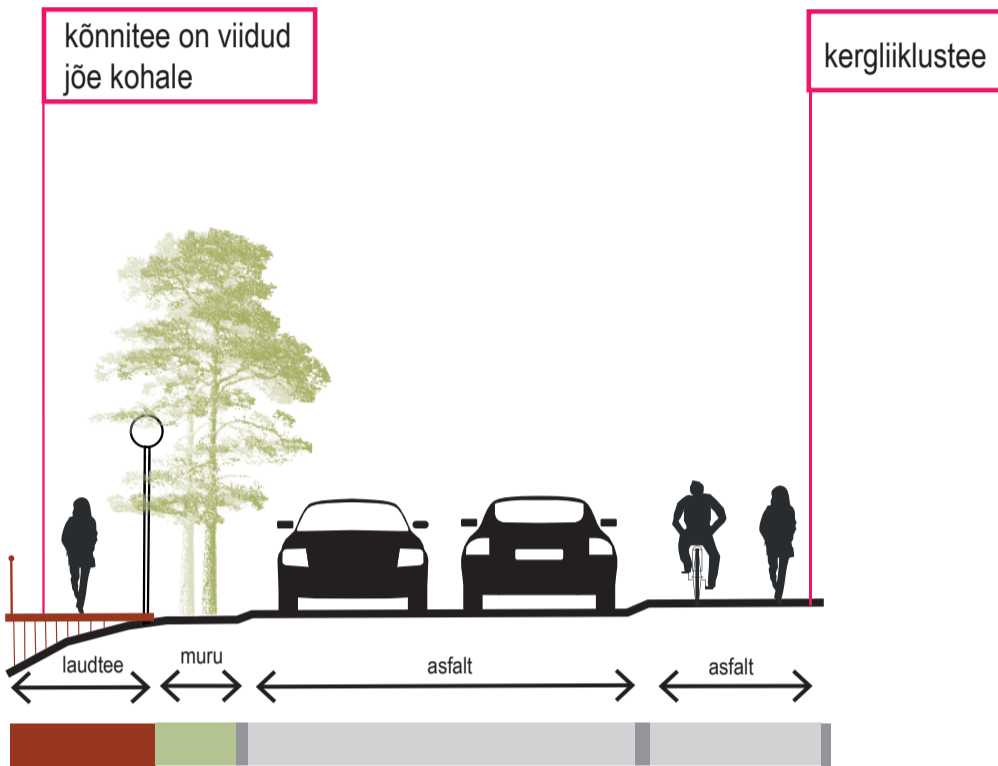 kõnnitee on viidud
jõe kohale
kergliiklustee
laudtee
muru
asfalt
asfalt